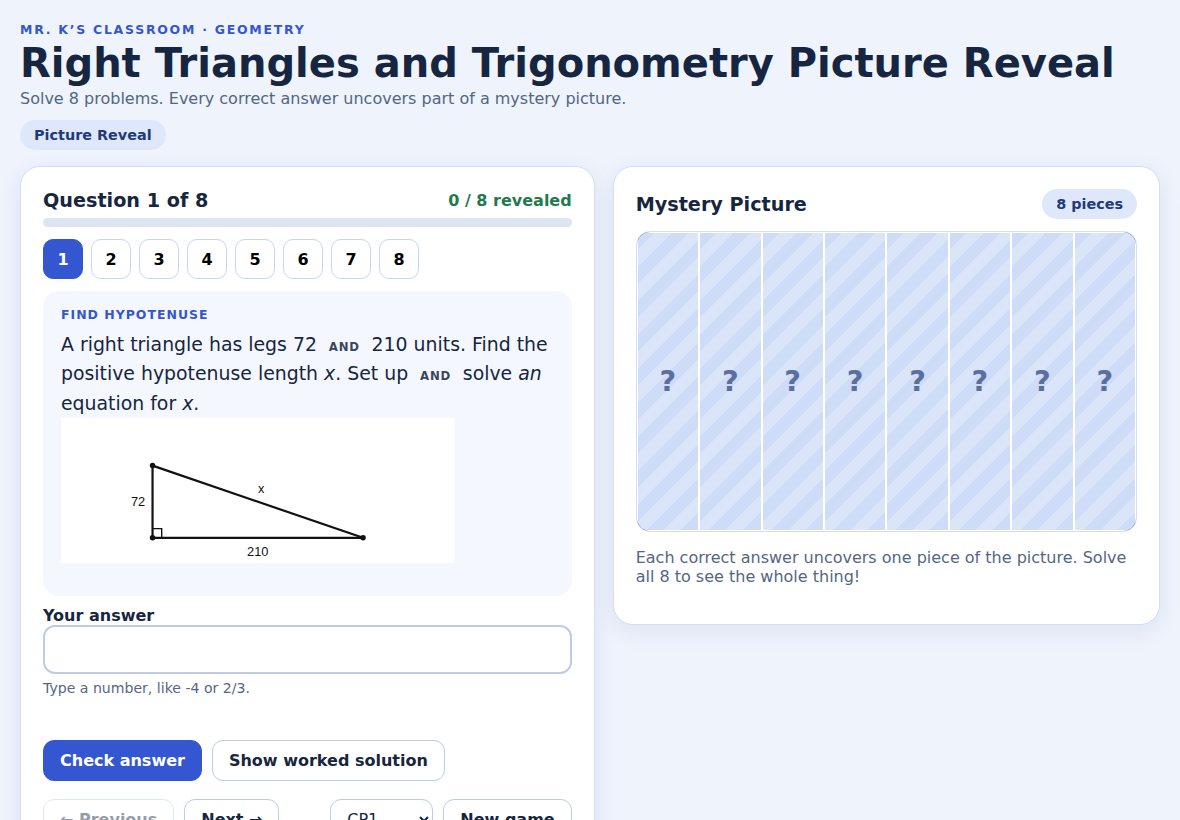 MR. K’S CLASSROOM · GEOMETRY
Right Triangles and Trigonometry Picture Reveal
Solve 8 problems. Every correct answer uncovers part of a mystery picture.
Picture Reveal
Question 1 of 8
0 / 8 revealed
1 2 3 4 5 6 7 8
FIND HYPOTENUSE
A right triangle has legs 72 AND 210 units. Find the
positive hypotenuse length x. Set up AND solve an
equation for x.
x
72
210
Your answer
Type a number, like -4 or 2/3.
Check answer
Show worked solution
← Previous
Next →
CP1
New game
Mystery Picture
8 pieces
? ? ? ? ? ? ? ?
Each correct answer uncovers one piece of the picture. Solve
all 8 to see the whole thing!